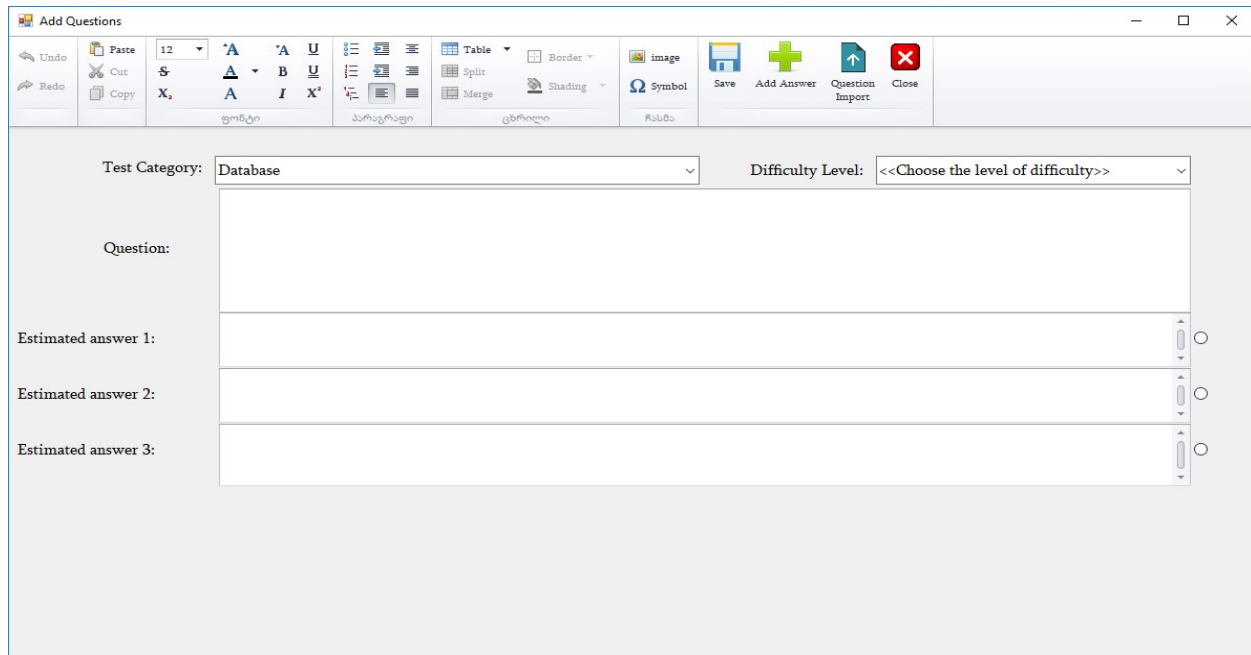 Add Questions
Undo
Redo
Paste
Cut
Copy
12
A A U
S A B U
X₂ A I X²
ფონტი
პარაგრაფი
Table
Split
Merge
Border
Shading
ცხრილი
image
Ω Symbol
ჩასმა
Save
Add Answer
Question
Import
Close
Test Category: Database Difficulty Level: <<Choose the level of difficulty>>
Question:
Estimated answer 1:
Estimated answer 2:
Estimated answer 3: